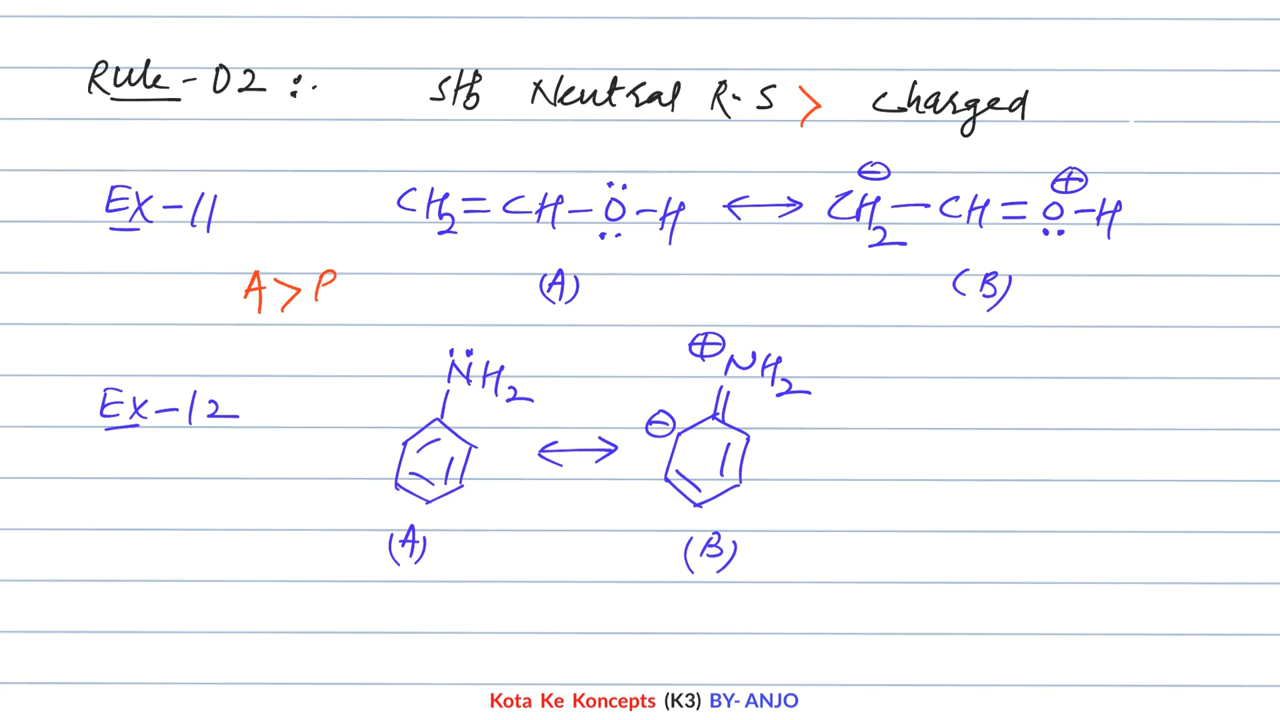 Rule-02 :. Stb Neutral R.S > Charged
Ex-11 CH2=CH-Ö-H ↔ CH2-CH=O-H
⊖ ⊕
A>P (A) (B)
Ex-12 N̈H2 ↔ ⊕NH2
⊖
(A) (B)
Kota Ke Koncepts (K3) BY- ANJO